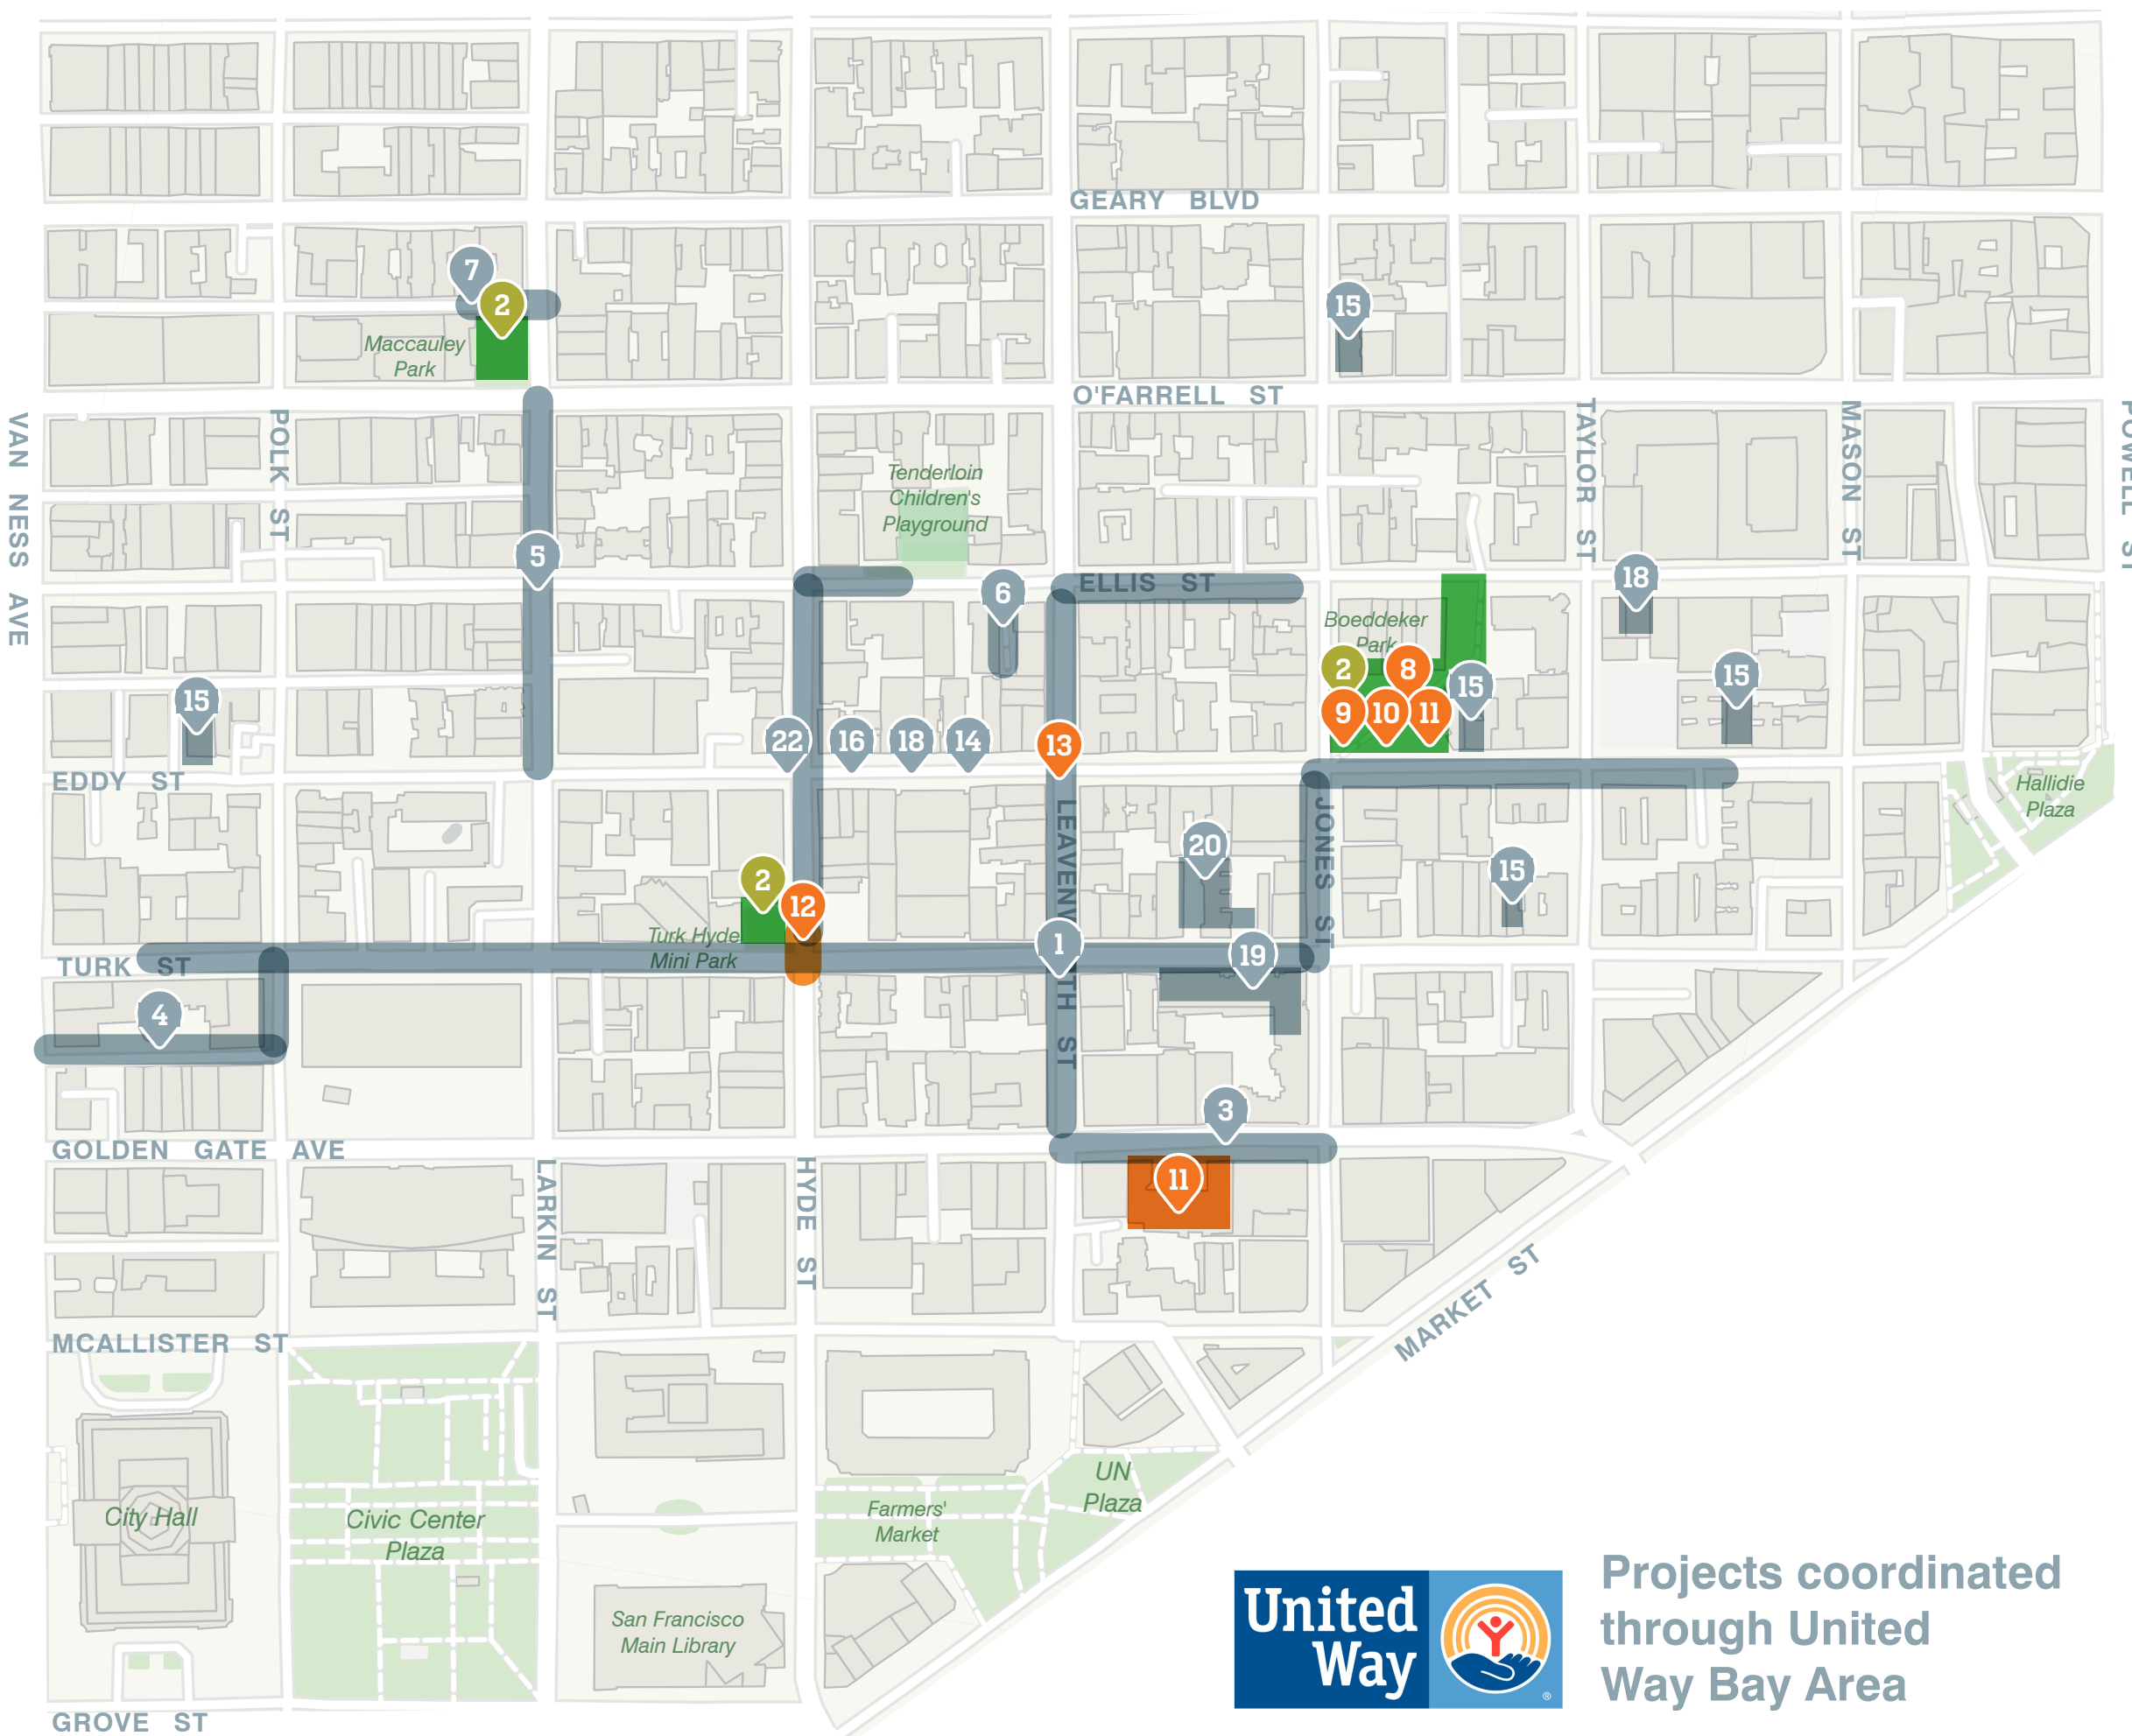 GEARY BLVD
7
2
Maccauley
Park
15
O'FARRELL ST
VAN NESS AVE
POLK ST
TAYLOR ST
MASON ST
POWELL ST
Tenderloin
Children's
Playground
5
6
ELLIS ST
18
Boeddeker
Park
2
8
15
15
15
9
10
11
22
16
18
14
13
EDDY ST
Hallidie
Plaza
LEAVENWORTH ST
JONES ST
20
15
2
12
Turk Hyde
Mini Park
1
19
TURK ST
4
3
GOLDEN GATE AVE
LARKIN ST
HYDE ST
11
MARKET ST
MCALLISTER ST
UN
Plaza
City Hall
Civic Center
Plaza
Farmers'
Market
San Francisco
Main Library
United
Way
®
Projects coordinated
through United
Way Bay Area
GROVE ST